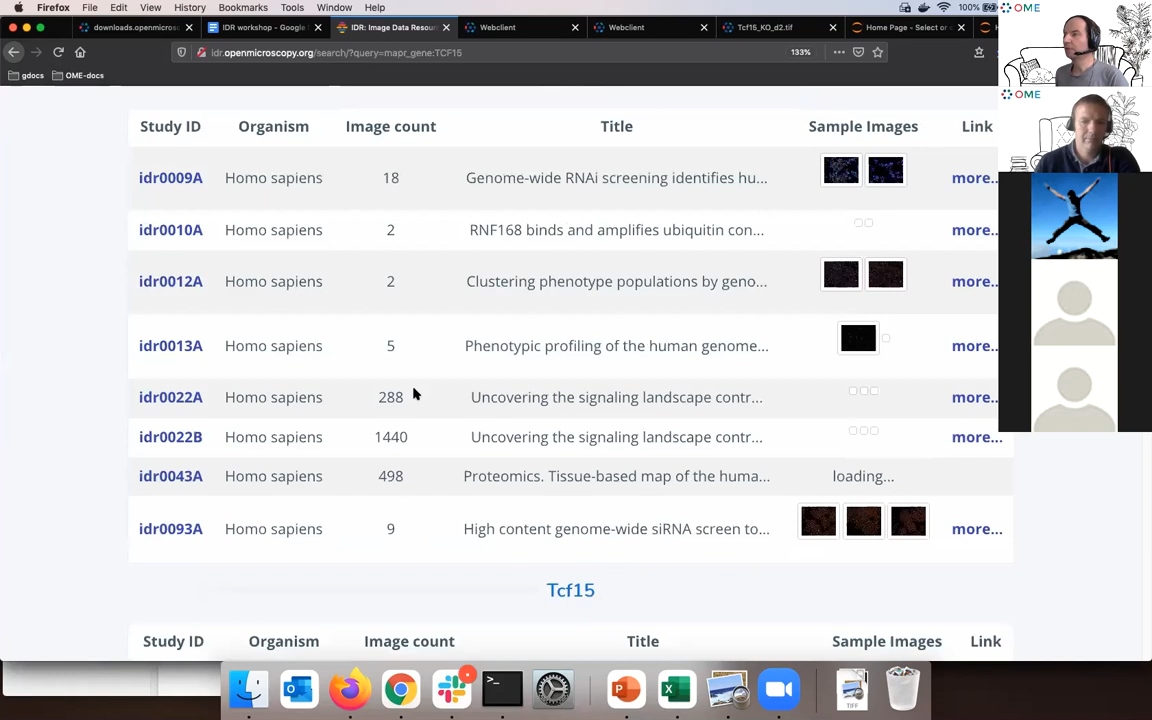 Firefox File Edit View History Bookmarks Tools Window Help 100%
downloads.openmicrosc IDR workshop - Google IDR: Image Data Resour Webclient Webclient Tcf15_KO_d2.tif Home Page - Select or c
idr.openmicroscopy.org/search/?query=mapr_gene:TCF15 133%
gdocs OME-docs
OME
OME
Study ID Organism Image count Title Sample Images Link
idr0009A Homo sapiens 18 Genome-wide RNAi screening identifies hu... more...
idr0010A Homo sapiens 2 RNF168 binds and amplifies ubiquitin con... more...
idr0012A Homo sapiens 2 Clustering phenotype populations by geno... more...
idr0013A Homo sapiens 5 Phenotypic profiling of the human genome... more...
idr0022A Homo sapiens 288 Uncovering the signaling landscape contr... more...
idr0022B Homo sapiens 1440 Uncovering the signaling landscape contr... more...
idr0043A Homo sapiens 498 Proteomics. Tissue-based map of the huma... loading... more...
idr0093A Homo sapiens 9 High content genome-wide siRNA screen to... more...
Tcf15
Study ID Organism Image count Title Sample Images Link
TIFF